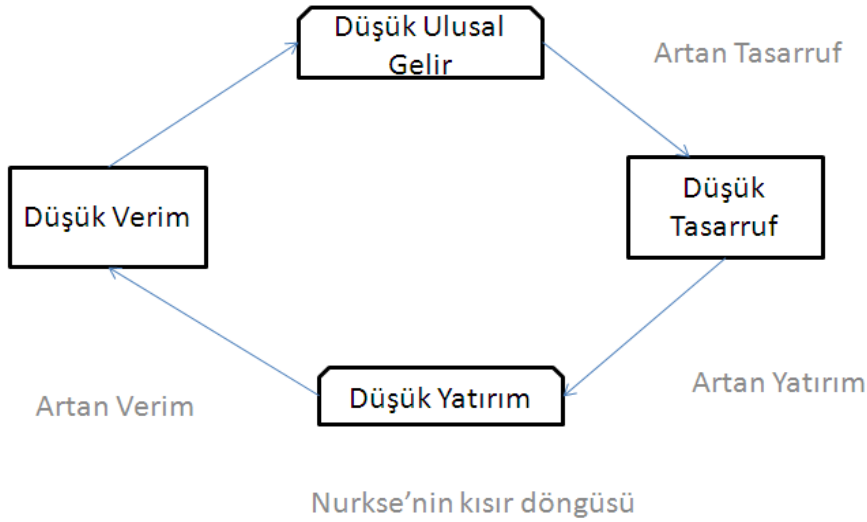 Düşük Ulusal
Gelir
Artan Tasarruf
Düşük
Tasarruf
Düşük Verim
Artan Yatırım
Düşük Yatırım
Artan Verim
Nurkse’nin kısır döngüsü